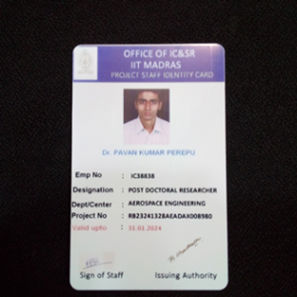 OFFICE OF IC&SR
IIT MADRAS
PROJECT STAFF IDENTITY CARD
Dr. PAVAN KUMAR PEREPU
Emp No : IC38838
Designation : POST DOCTORAL RESEARCHER
Dept/Center : AEROSPACE ENGINEERING
Project No : RB23241328AEADAX008980
Valid upto : 31.03.2024
Sign of Staff
Issuing Authority